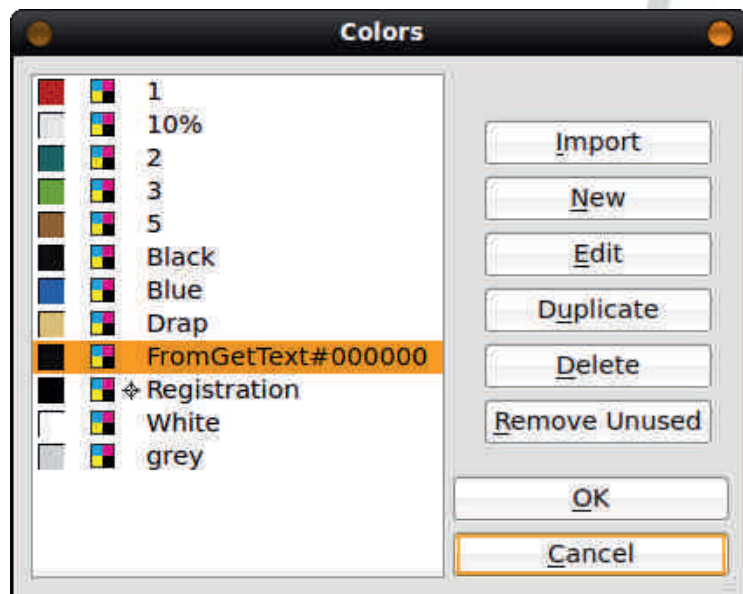 Colors
1
10%
2
3
5
Black
Blue
Drap
FromGetText#000000
Registration
White
grey
Import
New
Edit
Duplicate
Delete
Remove Unused
OK
Cancel